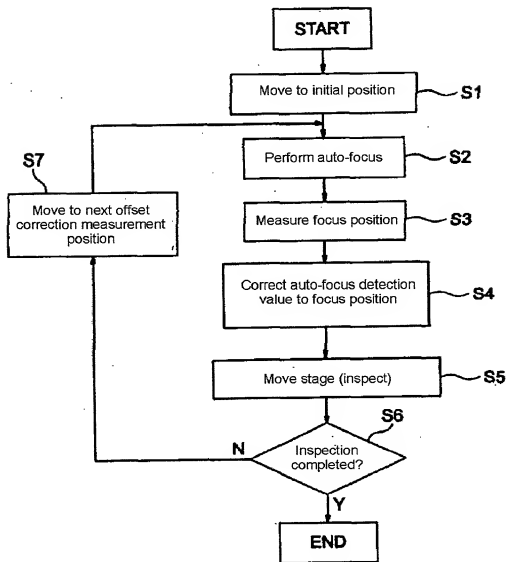 START
Move to initial position
S1
S7
Perform auto-focus
S2
Move to next offset
correction measurement
position
Measure focus position
S3
Correct auto-focus detection
value to focus position
S4
Move stage (inspect)
S5
S6
N
Inspection
completed?
Y
END